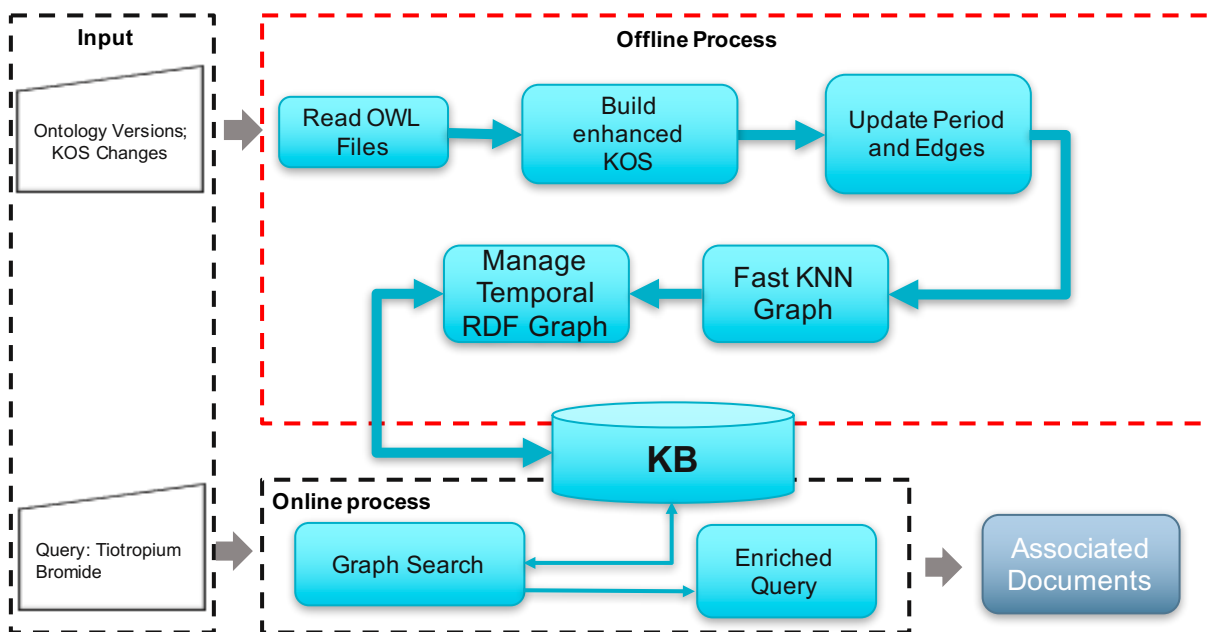 Input
Offline Process
Ontology Versions;
KOS Changes
Read OWL
Files
Build
enhanced
KOS
Update Period
and Edges
Manage
Temporal
RDF Graph
Fast KNN
Graph
KB
Online process
Query: Tiotropium
Bromide
Graph Search
Enriched
Query
Associated
Documents